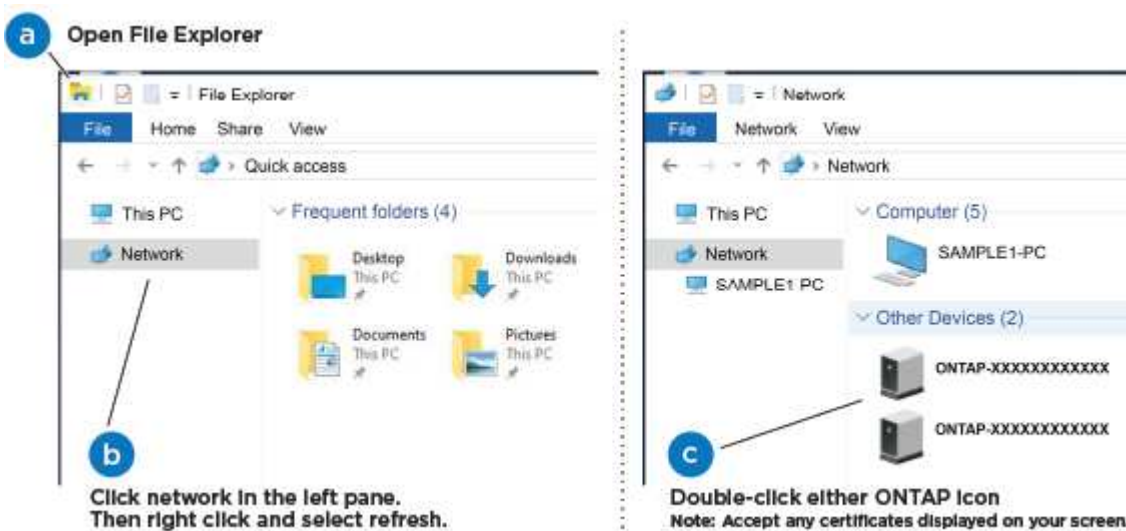 a
Open File Explorer
File Explorer
File Home Share View
Quick access
This PC
Network
Frequent folders (4)
Desktop
This PC
Downloads
This PC
Documents
This PC
Pictures
This PC
b
Click network in the left pane.
Then right click and select refresh.
Network
File Network View
Network
This PC
Network
SAMPLE1 PC
Computer (5)
SAMPLE1-PC
Other Devices (2)
ONTAP-XXXXXXXXXXXX
ONTAP-XXXXXXXXXXXX
c
Double-click either ONTAP icon
Note: Accept any certificates displayed on your screen